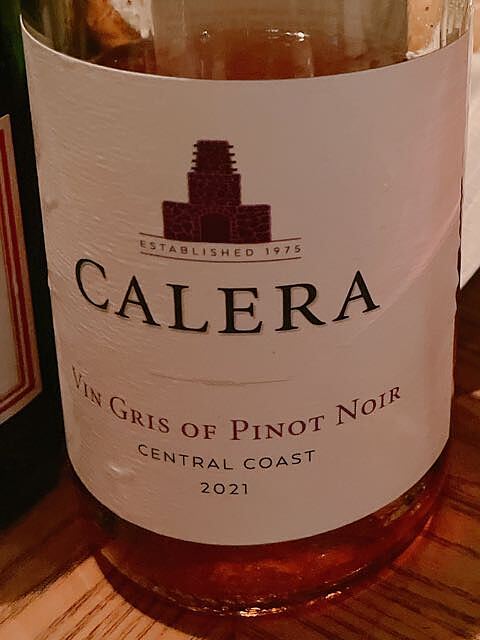 ESTABLISHED 1975
CALERA
VIN GRIS OF PINOT NOIR
CENTRAL COAST
2021